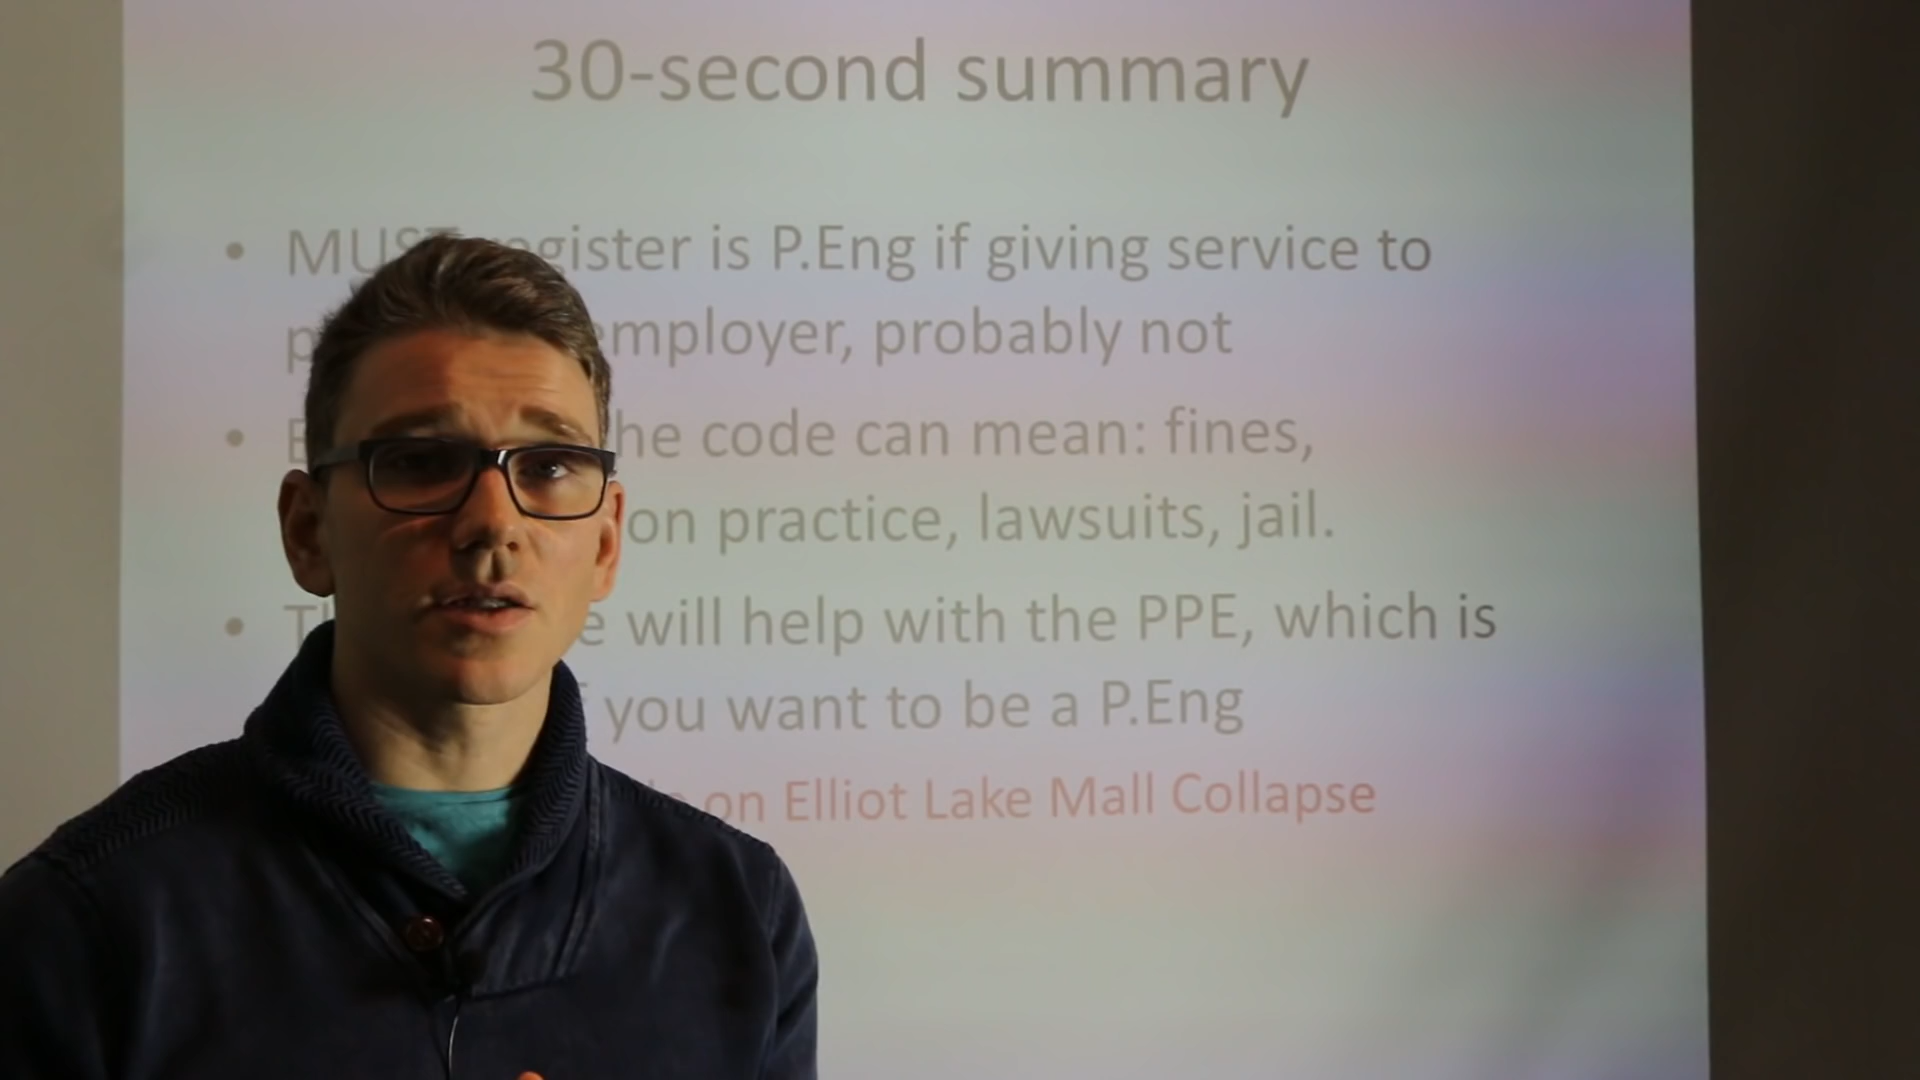 30-second summary
• MUST register is P.Eng if giving service to
employer, probably not
• the code can mean: fines,
on practice, lawsuits, jail.
• will help with the PPE, which is
you want to be a P.Eng
on Elliot Lake Mall Collapse